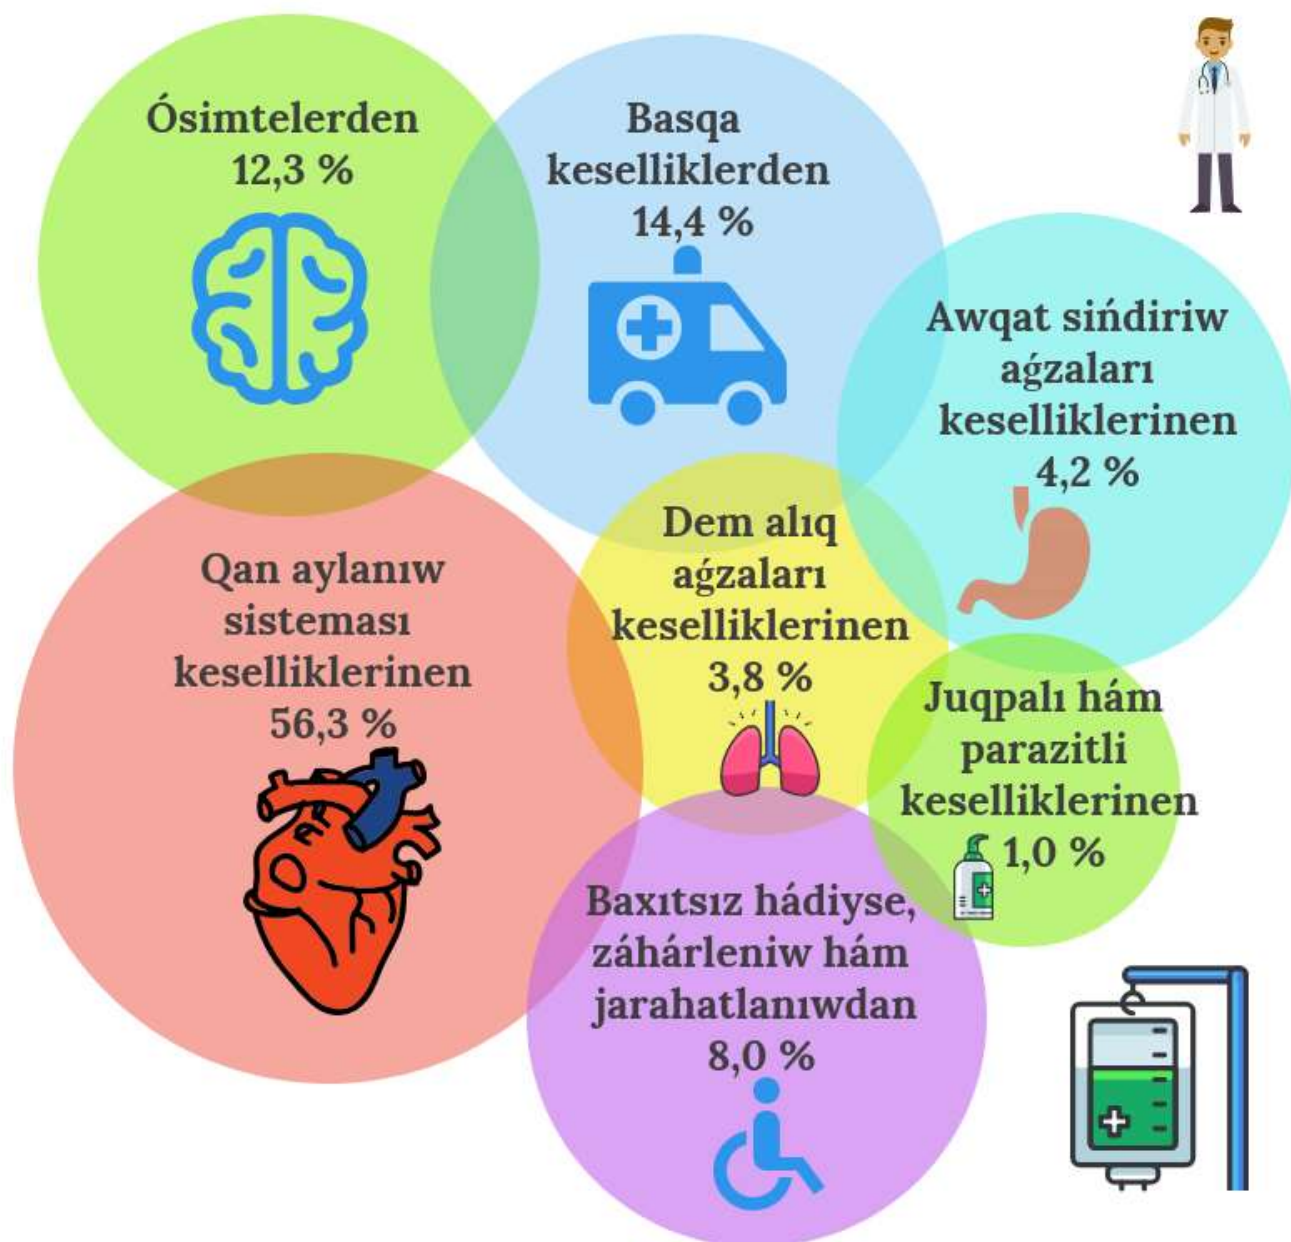 Ósimtelerden
12,3 %
Basqa
keselliklerden
14,4 %
Awqat sińdiriw
aǵzaları
keselliklerinen
4,2 %
Qan aylanıw
sisteması
keselliklerinen
56,3 %
Dem alıq
aǵzaları
keselliklerinen
3,8 %
Juqpalı hám
parazitli
keselliklerinen
1,0 %
Baxıtsız hádiyse,
záhárleniw hám
jarahatlanıwdan
8,0 %